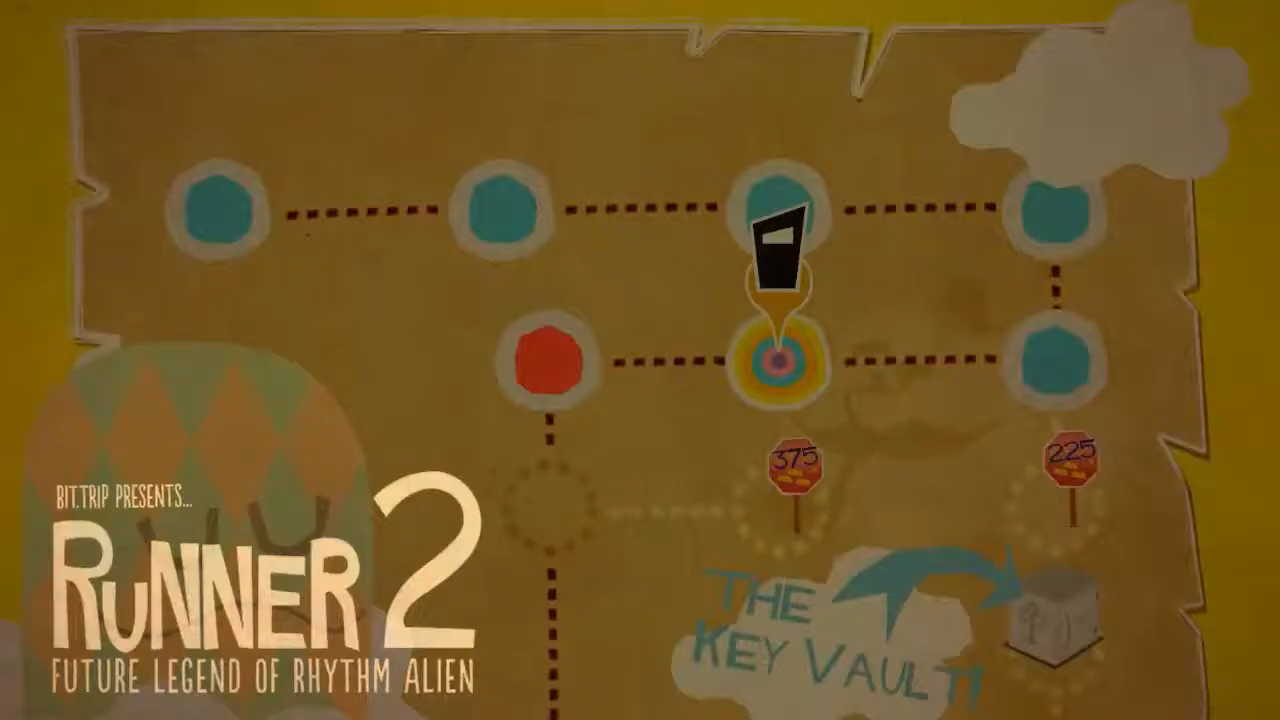 375
225
BIT.TRIP PRESENTS...
RUNNER 2
FUTURE LEGEND OF RHYTHM ALIEN
THE
KEY VAULT!